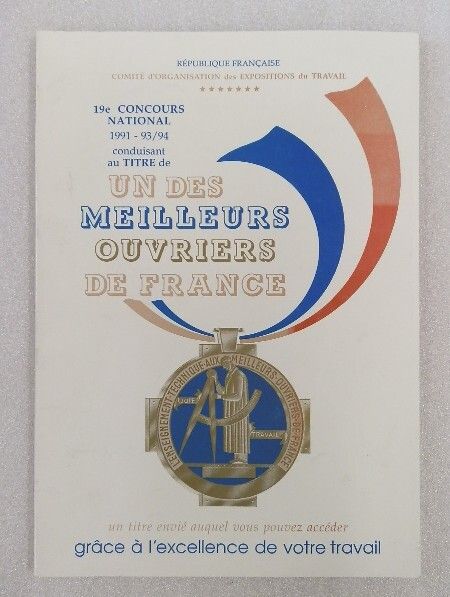 RÉPUBLIQUE FRANÇAISE
COMITÉ d'ORGANISATION des EXPOSITIONS du TRAVAIL
19e CONCOURS
NATIONAL
1991 - 93/94
conduisant
au TITRE de
UN DES
MEILLEURS
OUVRIERS
DE FRANCE
L'ENSEIGNEMENT·TECHNIQUE·AUX·MEILLEURS·OUVRIERS·DE·FRANCE
TRAVAIL
un titre envié auquel vous pouvez accéder
grâce à l'excellence de votre travail